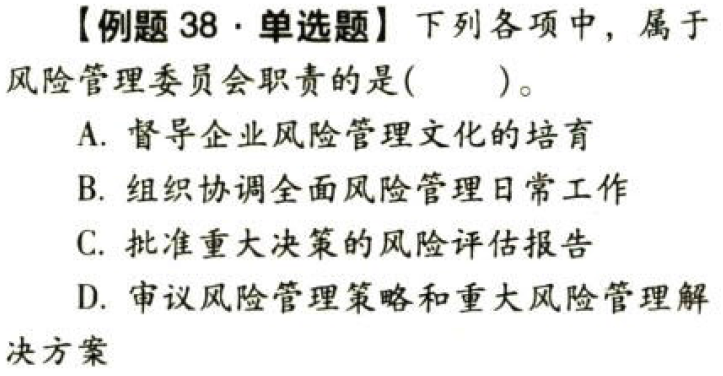 【例题 38 · 单选题】下列各项中，属于
风险管理委员会职责的是(　　)。
A. 督导企业风险管理文化的培育
B. 组织协调全面风险管理日常工作
C. 批准重大决策的风险评估报告
D. 审议风险管理策略和重大风险管理解
决方案